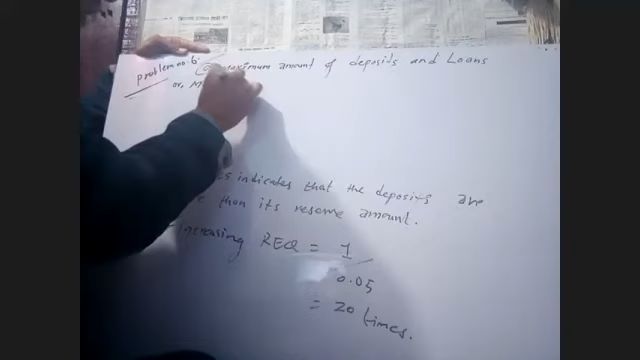 Problem no. 6: maximum amount of deposits and Loans
or, M
indicates that the deposits are
than its reserve amount.
increasing REQ = 1
0.05
= 20 times.